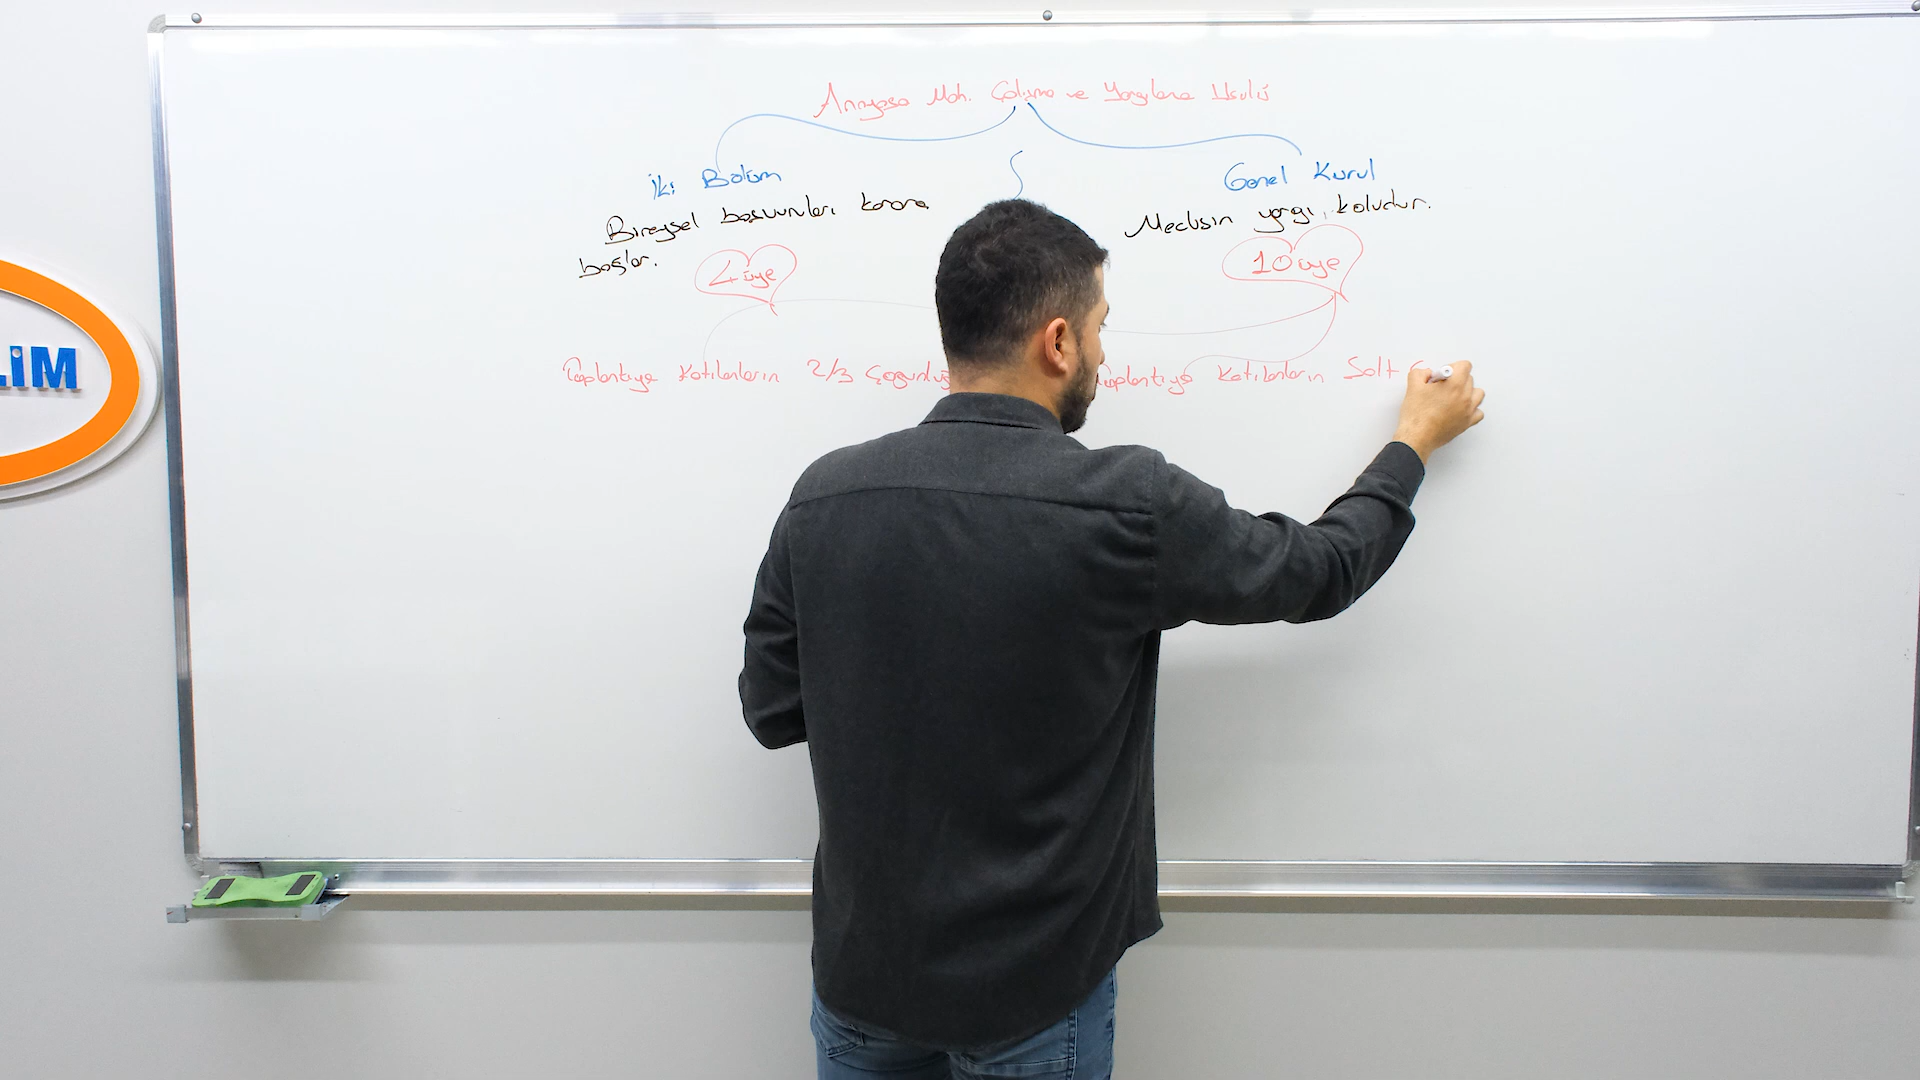 Anayasa Mah. Çalışma ve Yargılama Usulü
İki Bölüm
Genel Kurul
Bireysel başvuruları karara
bağlar.
Meclisin yargı koludur.
4 üye
10 üye
Toplantıya Katılanların 2/3
Toplantıya Katılanların Salt
LİM